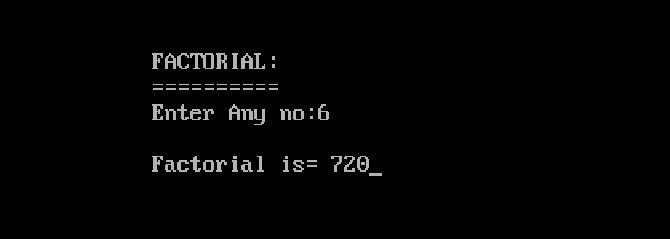 FACTORIAL:
==========
Enter Any no:6
Factorial is= 720_